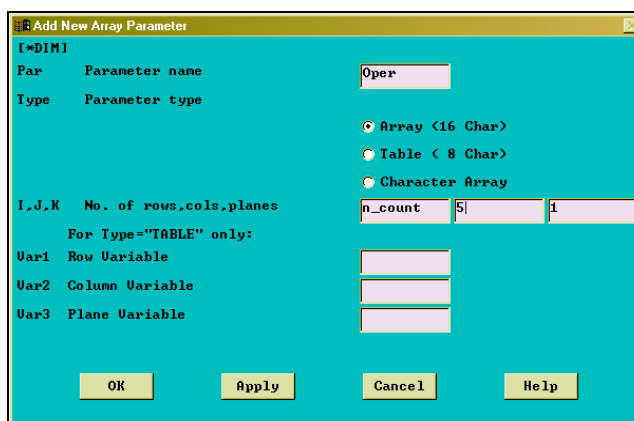 Add New Array Parameter
[*DIM]
Par Parameter name Oper
Type Parameter type
Array (16 Char)
Table ( 8 Char)
Character Array
I,J,K No. of rows,cols,planes n_count 5 1
For Type="TABLE" only:
Var1 Row Variable
Var2 Column Variable
Var3 Plane Variable
OK Apply Cancel Help